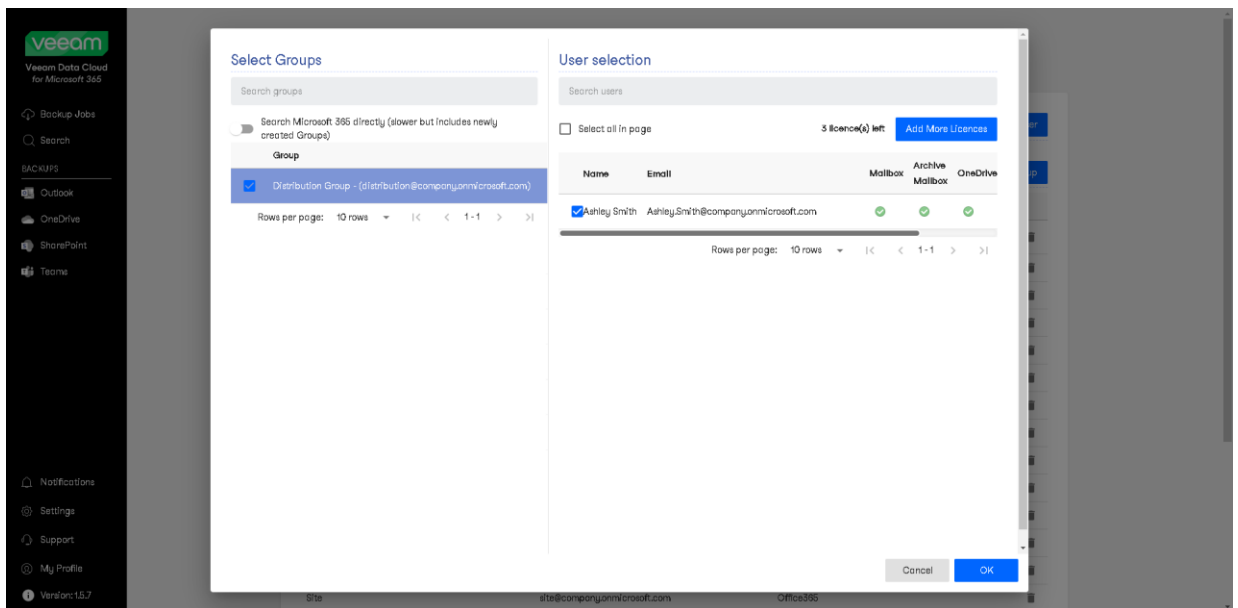 veeam
Veeam Data Cloud
for Microsoft 365
Backup Jobs
Search
BACKUPS
Outlook
OneDrive
SharePoint
Teams
Notifications
Settings
Support
My Profile
Version: 1.5.7
Select Groups
Search groups
Search Microsoft 365 directly (slower but includes newly
created Groups)
Group
Distribution Group - (distribution@company.onmicrosoft.com)
Rows per page: 10 rows 1-1
User selection
Search users
Select all in page
3 licence(s) left
Add More Licences
Name Email Mailbox Archive Mailbox OneDrive
Ashley Smith Ashley.Smith@company.onmicrosoft.com
Rows per page: 10 rows 1-1
Cancel OK
er
up
Site site@company.onmicrosoft.com Office365